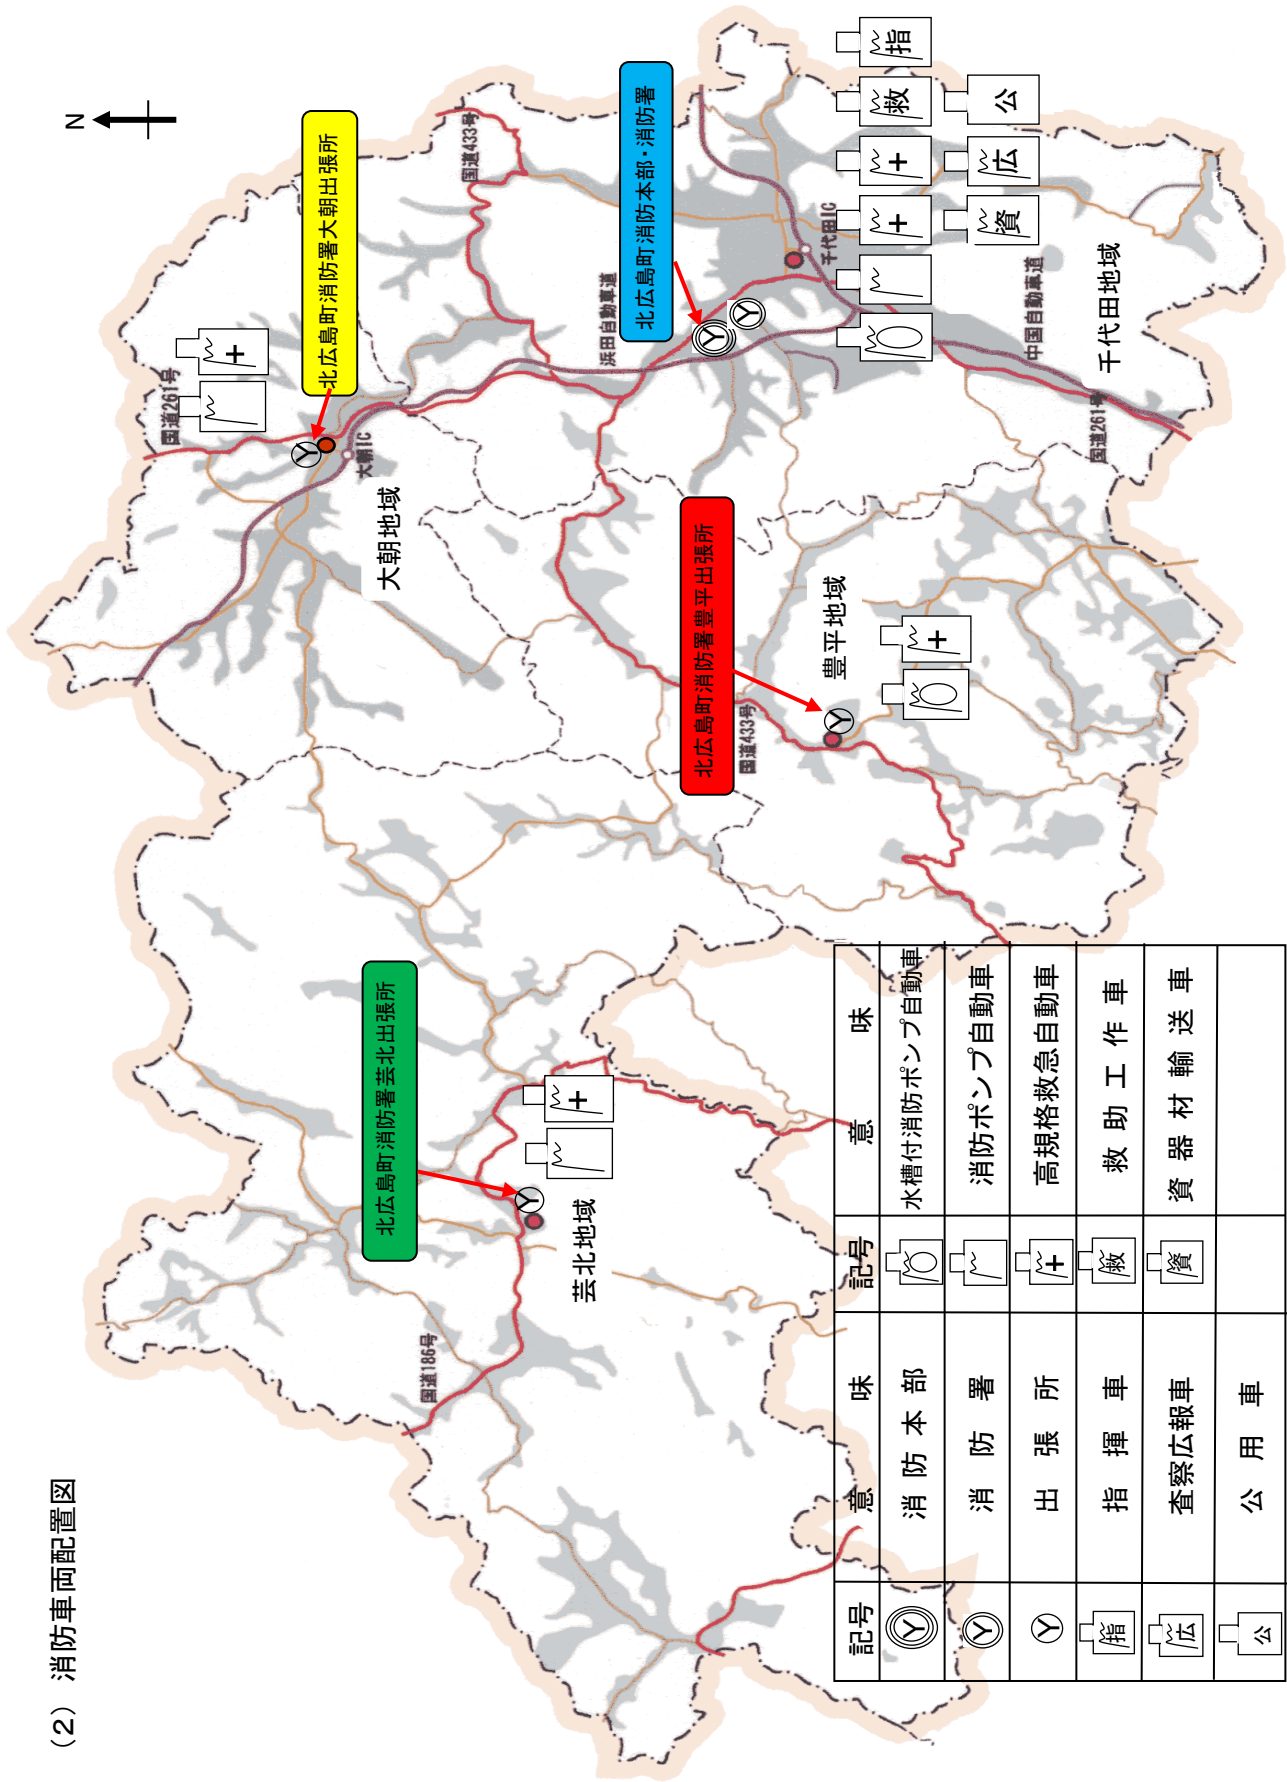 (2) 消防車両配置図
N
北広島町消防署大朝出張所
北広島町消防本部・消防署
北広島町消防署豊平出張所
北広島町消防署芸北出張所
国道261号
＋
Y
大朝IC
大朝地域
国道433号
浜田自動車道
Y
Y
千代田IC
中国自動車道
千代田地域
国道261号
指
救
＋
＋
公
広
資
豊平地域
＋
Y
国道433号
＋
Y
芸北地域
国道186号
記号 意味 記号 意味
Y 消防本部 水槽付消防ポンプ自動車
Y 消防署 消防ポンプ自動車
Y 出張所 ＋ 高規格救急自動車
指 指揮車 救 救助工作車
広 査察広報車 資 資器材輸送車
公 公用車